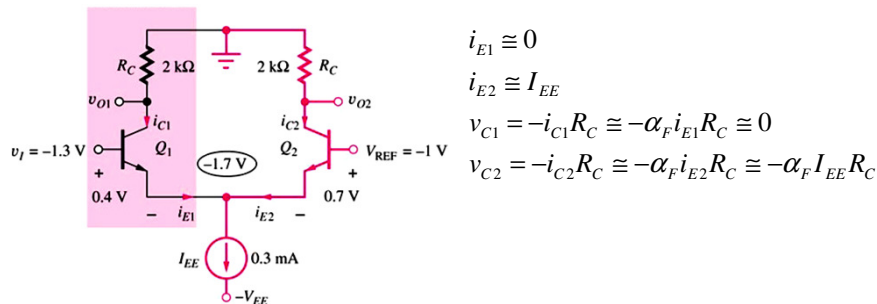 R_C 2 kΩ 2 kΩ R_C
v_O1 v_O2
i_C1 i_C2
v_I = –1.3 V Q_1 –1.7 V Q_2 V_REF = –1 V
+ +
0.4 V 0.7 V
– i_E1 i_E2 –
I_EE 0.3 mA
–V_EE
i_E1 ≅ 0
i_E2 ≅ I_EE
v_C1 = −i_C1 R_C ≅ −α_F i_E1 R_C ≅ 0
v_C2 = −i_C2 R_C ≅ −α_F i_E2 R_C ≅ −α_F I_EE R_C